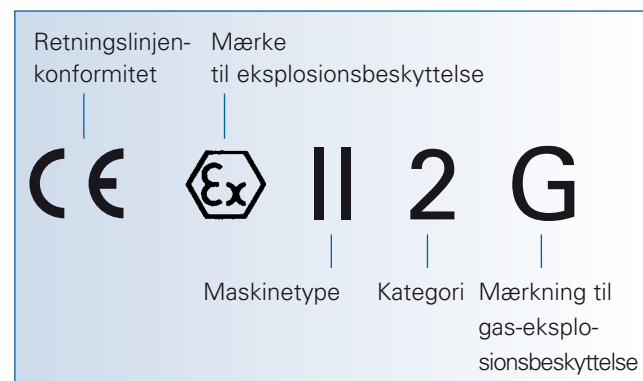 Retningslinjen-
konformitet
Mærke
til eksplosionsbeskyttelse
CE Ex II 2 G
Maskinetype
Kategori
Mærkning til
gas-eksplo-
sionsbeskyttelse